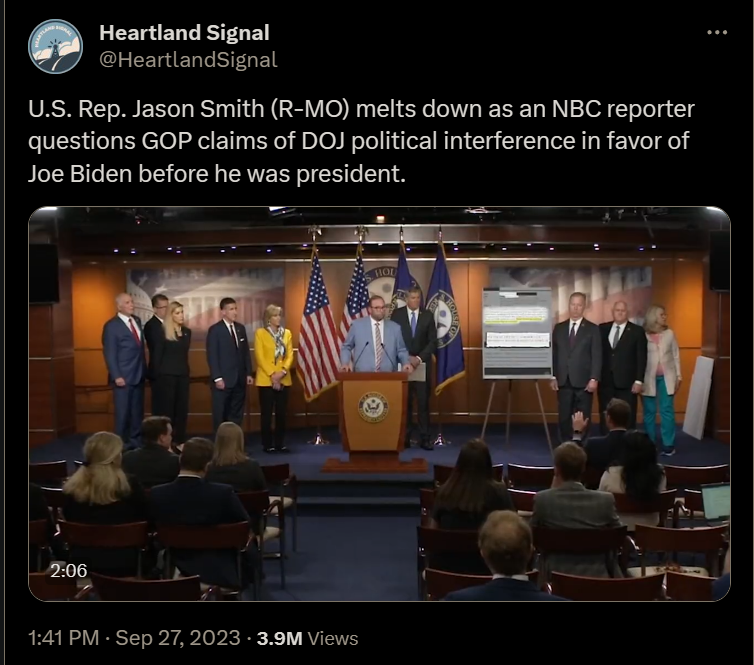 Heartland Signal
@HeartlandSignal
U.S. Rep. Jason Smith (R-MO) melts down as an NBC reporter
questions GOP claims of DOJ political interference in favor of
Joe Biden before he was president.
2:06
1:41 PM · Sep 27, 2023 · 3.9M Views